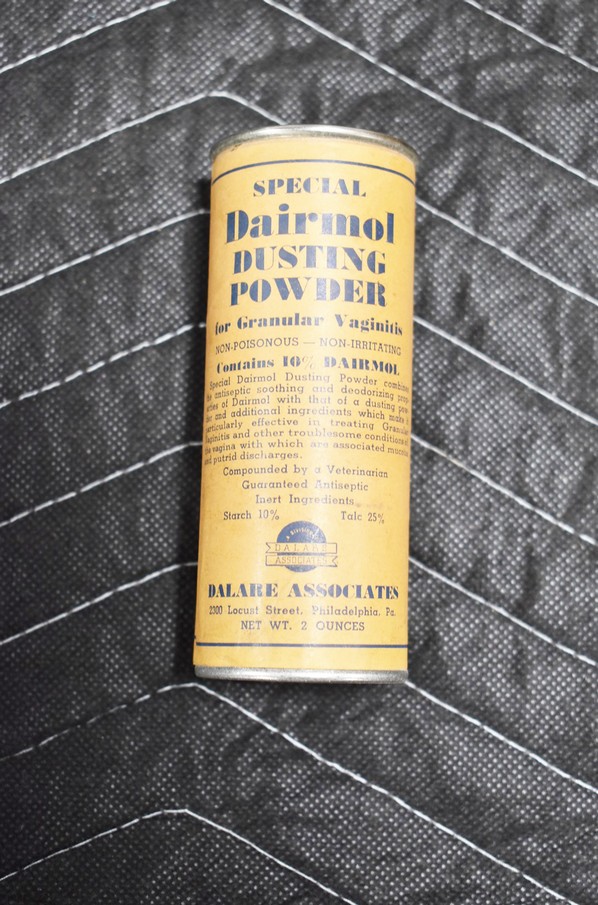 SPECIAL
Dairmol
DUSTING
POWDER
for Granular Vaginitis
NON-POISONOUS — NON-IRRITATING
Contains 10% DAIRMOL
Special Dairmol Dusting Powder combines
the antiseptic soothing and deodorizing prop-
erties of Dairmol with that of a dusting pow-
der and additional ingredients which make it
particularly effective in treating Granular
Vaginitis and other troublesome conditions of
the vagina with which are associated mucous
and putrid discharges.
Compounded by a Veterinarian
Guaranteed Antiseptic
Inert Ingredients
Starch 10% Talc 25%
A DIVISION
DALARE
ASSOCIATES
DALARE ASSOCIATES
2300 Locust Street, Philadelphia, Pa.
NET WT. 2 OUNCES